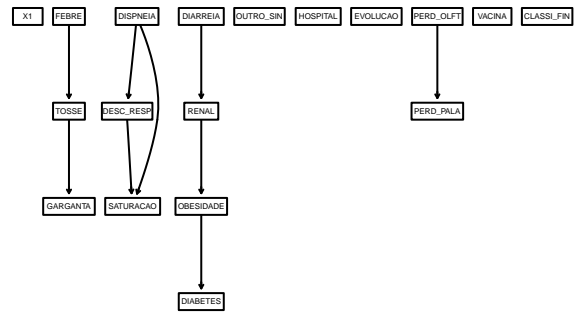 X1 FEBRE DISPNEIA DIARREIA OUTRO_SIN HOSPITAL EVOLUCAO PERD_OLFT VACINA CLASSI_FIN
TOSSE DESC_RESP RENAL PERD_PALA
GARGANTA SATURACAO OBESIDADE
DIABETES